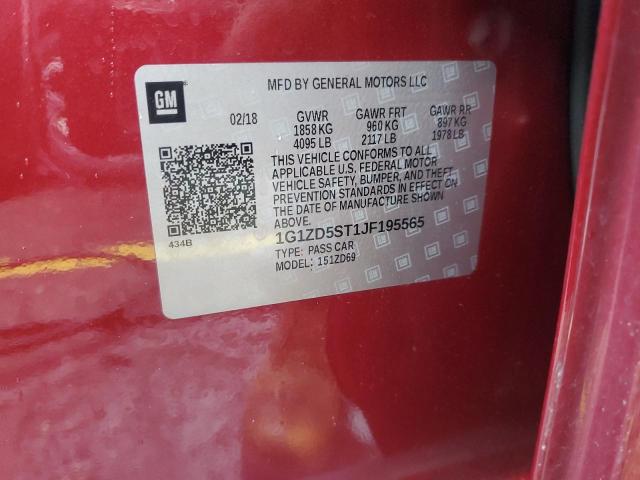 GM
MFD BY GENERAL MOTORS LLC
02/18 GVWR GAWR FRT GAWR RR
1858 KG 960 KG 897 KG
4095 LB 2117 LB 1978 LB
THIS VEHICLE CONFORMS TO ALL
APPLICABLE U.S. FEDERAL MOTOR
VEHICLE SAFETY, BUMPER, AND THEFT
PREVENTION STANDARDS IN EFFECT ON
THE DATE OF MANUFACTURE SHOWN
ABOVE.
434B
1G1ZD5ST1JF195565
TYPE: PASS CAR
MODEL: 151ZD69